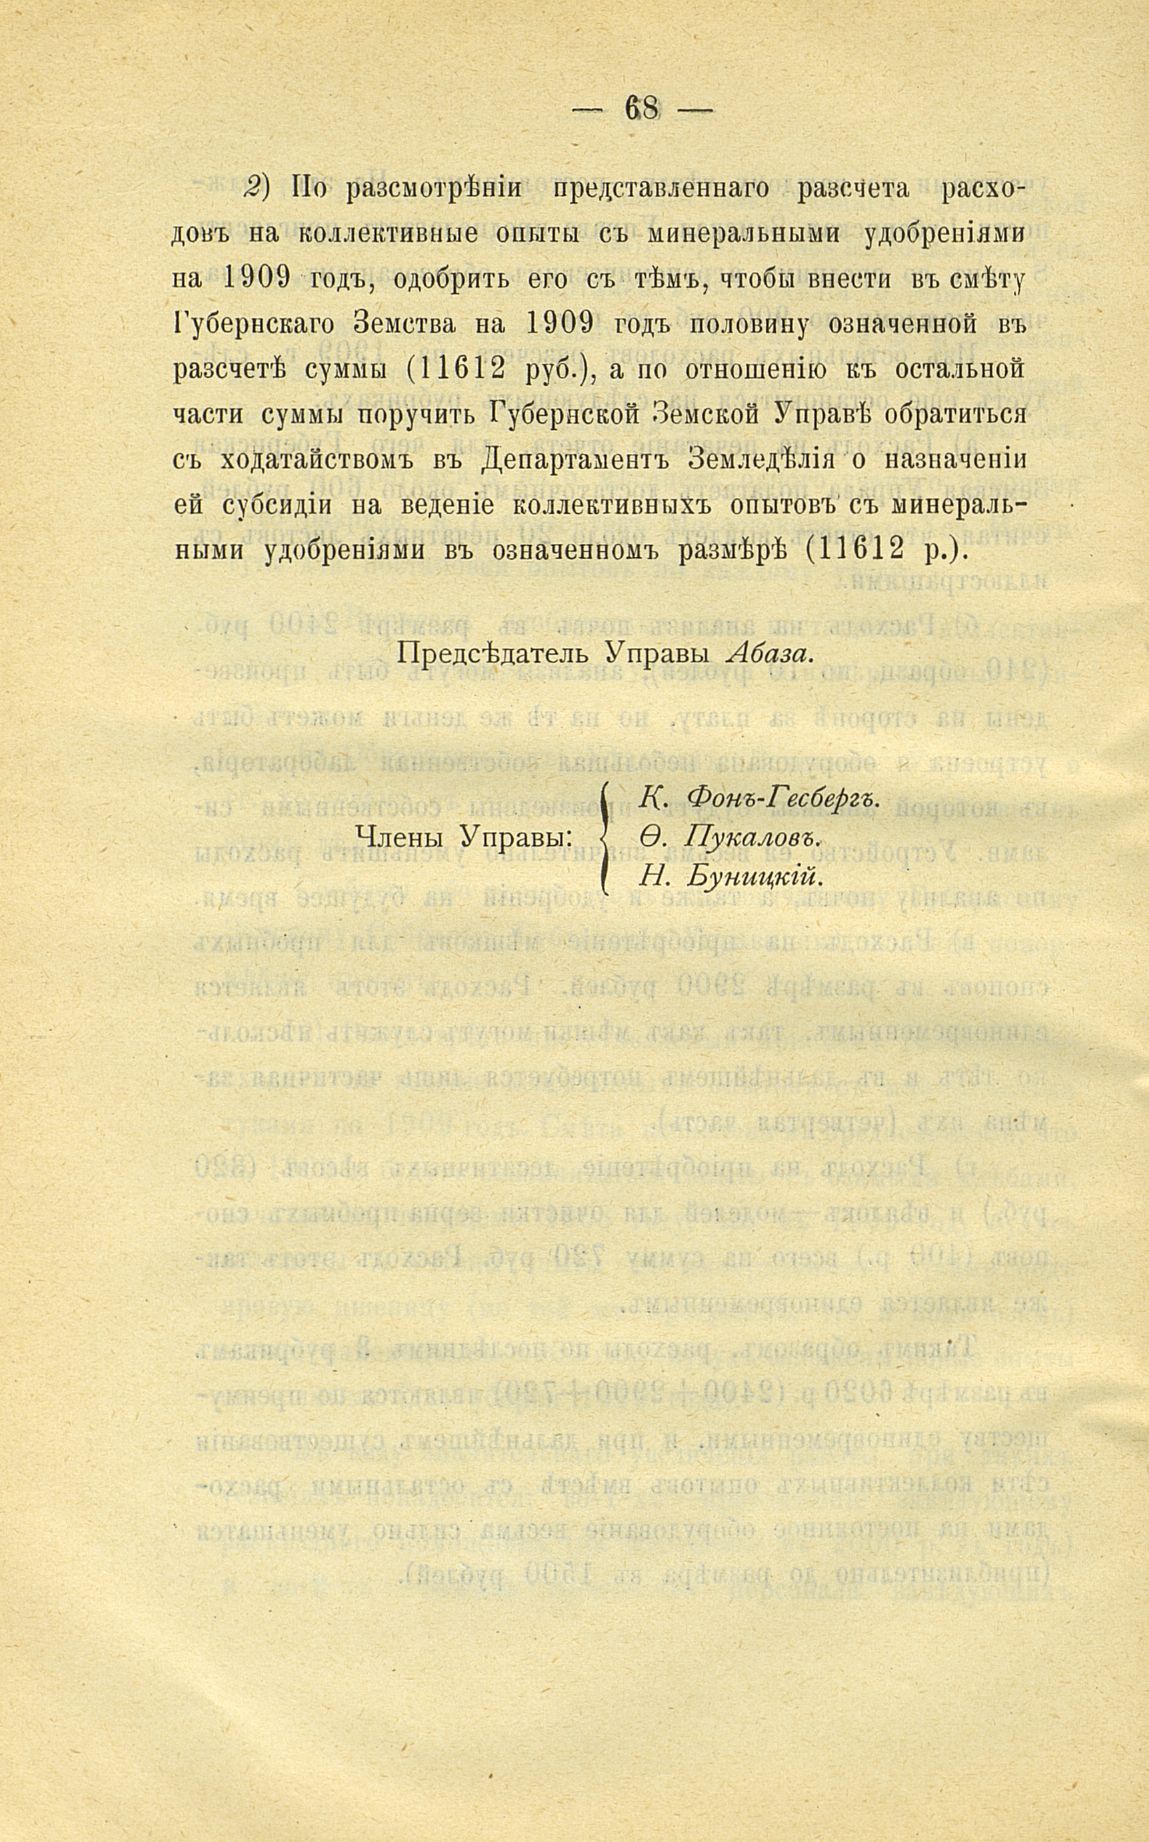 — 68 —
2) По разсмотрѣніи представленнаго разсчета расхо-
довъ на коллективные опыты съ минеральными удобреніями
на 1909 годъ, одобрить его съ тѣмъ, чтобы внести въ смѣту
Губернскаго Земства на 1909 годъ половину означенной въ
разсчетѣ суммы (11612 руб.), а по отношенію къ остальной
части суммы поручить Губернской Земской Управѣ обратиться
съ ходатайствомъ въ Департаментъ Земледѣлія о назначеніи
ей субсидіи на веденіе коллективныхъ опытовъ съ минераль-
ными удобреніями въ означенномъ размѣрѣ (11612 р.).
Предсѣдатель Управы Абаза.
Члены Управы:
К. Фонъ-Гесбергъ.
Ѳ. Пукаловъ.
Н. Буницкій.